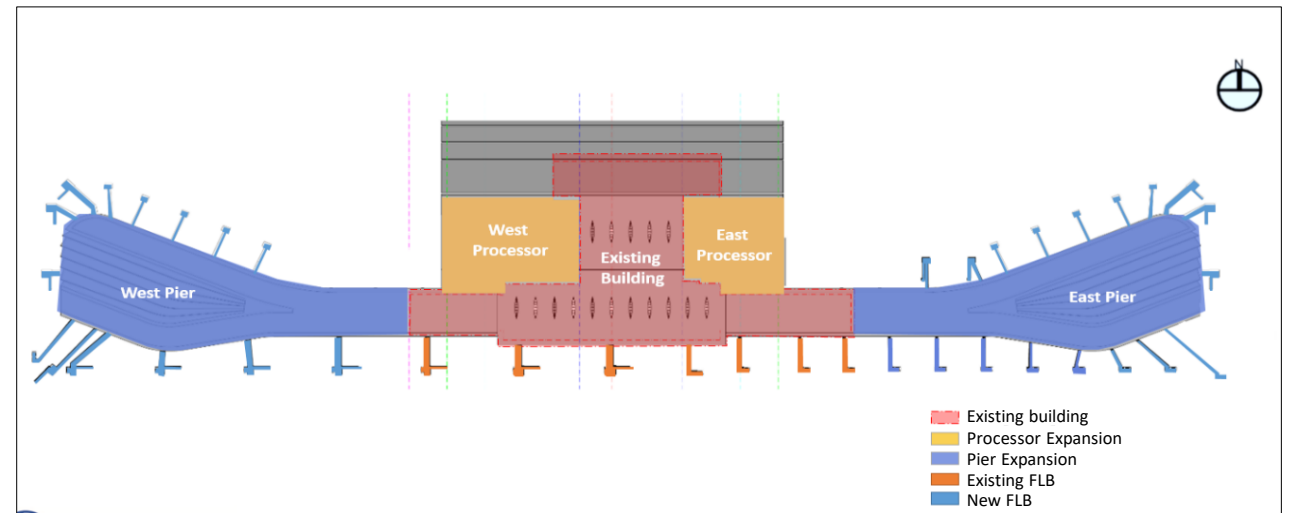 N
West
Processor
East
Processor
Existing
Building
West Pier
East Pier
Existing building
Processor Expansion
Pier Expansion
Existing FLB
New FLB